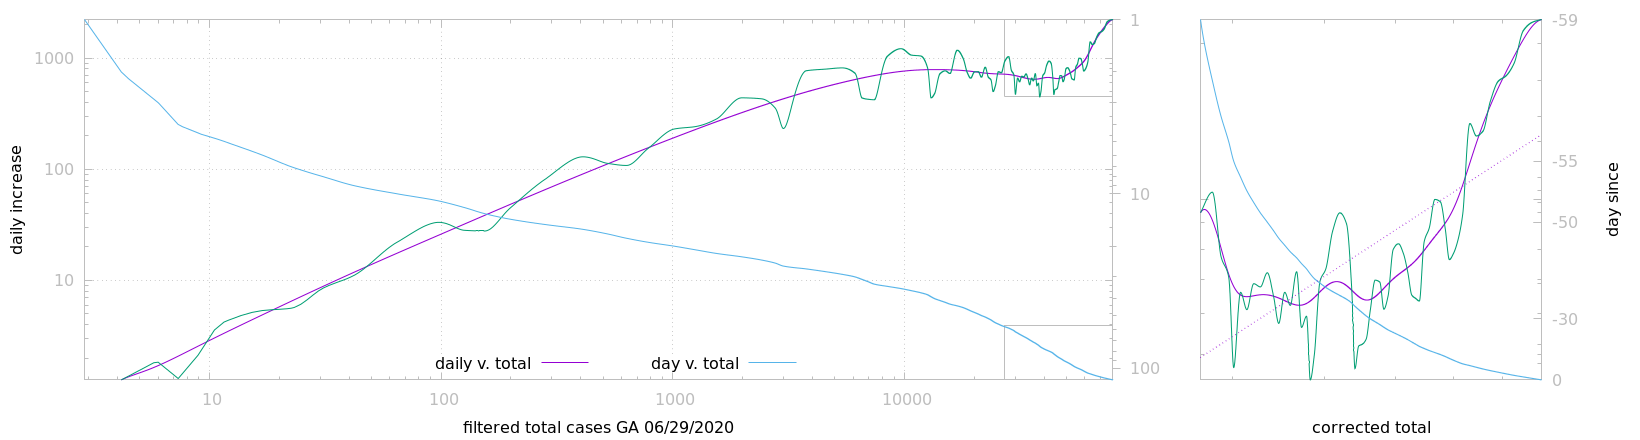 daily increase
1000
100
10
10
100
1000
10000
1
10
100
daily v. total
day v. total
filtered total cases GA 06/29/2020
-59
-55
-50
-30
0
day since
corrected total